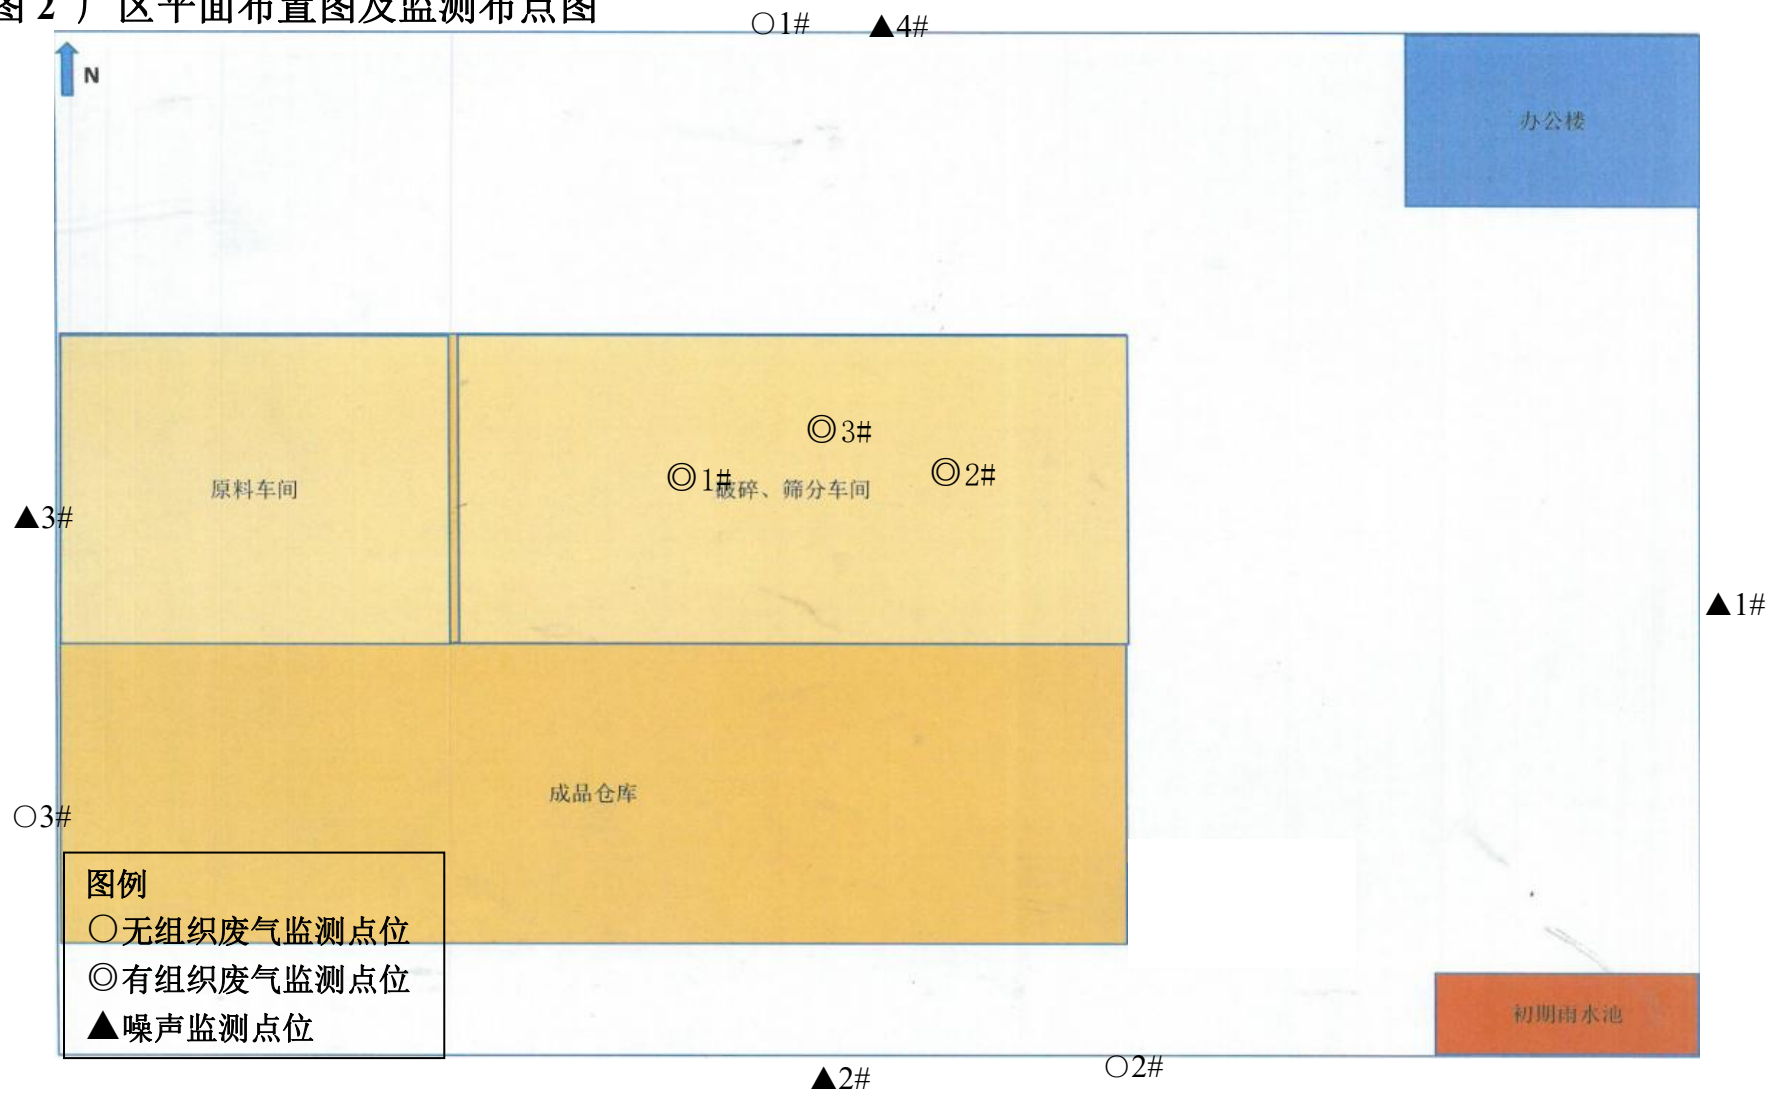 图 2 厂区平面布置图及监测布点图
○1# ▲4#
N
办公楼
◎3#
◎1# ◎2#
原料车间 破碎、筛分车间
▲3#
▲1#
成品仓库
○3#
图例
○无组织废气监测点位
◎有组织废气监测点位
▲噪声监测点位
初期雨水池
▲2# ○2#